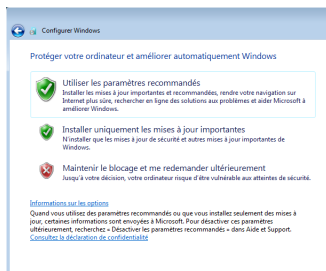 Configurer Windows
Protéger votre ordinateur et améliorer automatiquement Windows
Utiliser les paramètres recommandés
Installer les mises à jour importantes et recommandées, rendre votre navigation sur
Internet plus sûre, rechercher en ligne des solutions aux problèmes et aider Microsoft à
améliorer Windows.
Installer uniquement les mises à jour importantes
N'installer que les mises à jour de sécurité et autres mises à jour importantes de
Windows.
Maintenir le blocage et me redemander ultérieurement
Jusqu'à votre décision, votre ordinateur risque d'être vulnérable aux atteintes de sécurité.
Informations sur les options
Quand vous utilisez des paramètres recommandés ou que vous installez seulement des mises à
jour, certaines informations sont envoyées à Microsoft. Pour désactiver ces paramètres
ultérieurement, recherchez « Désactiver les paramètres recommandés » dans Aide et Support.
Consultez la déclaration de confidentialité